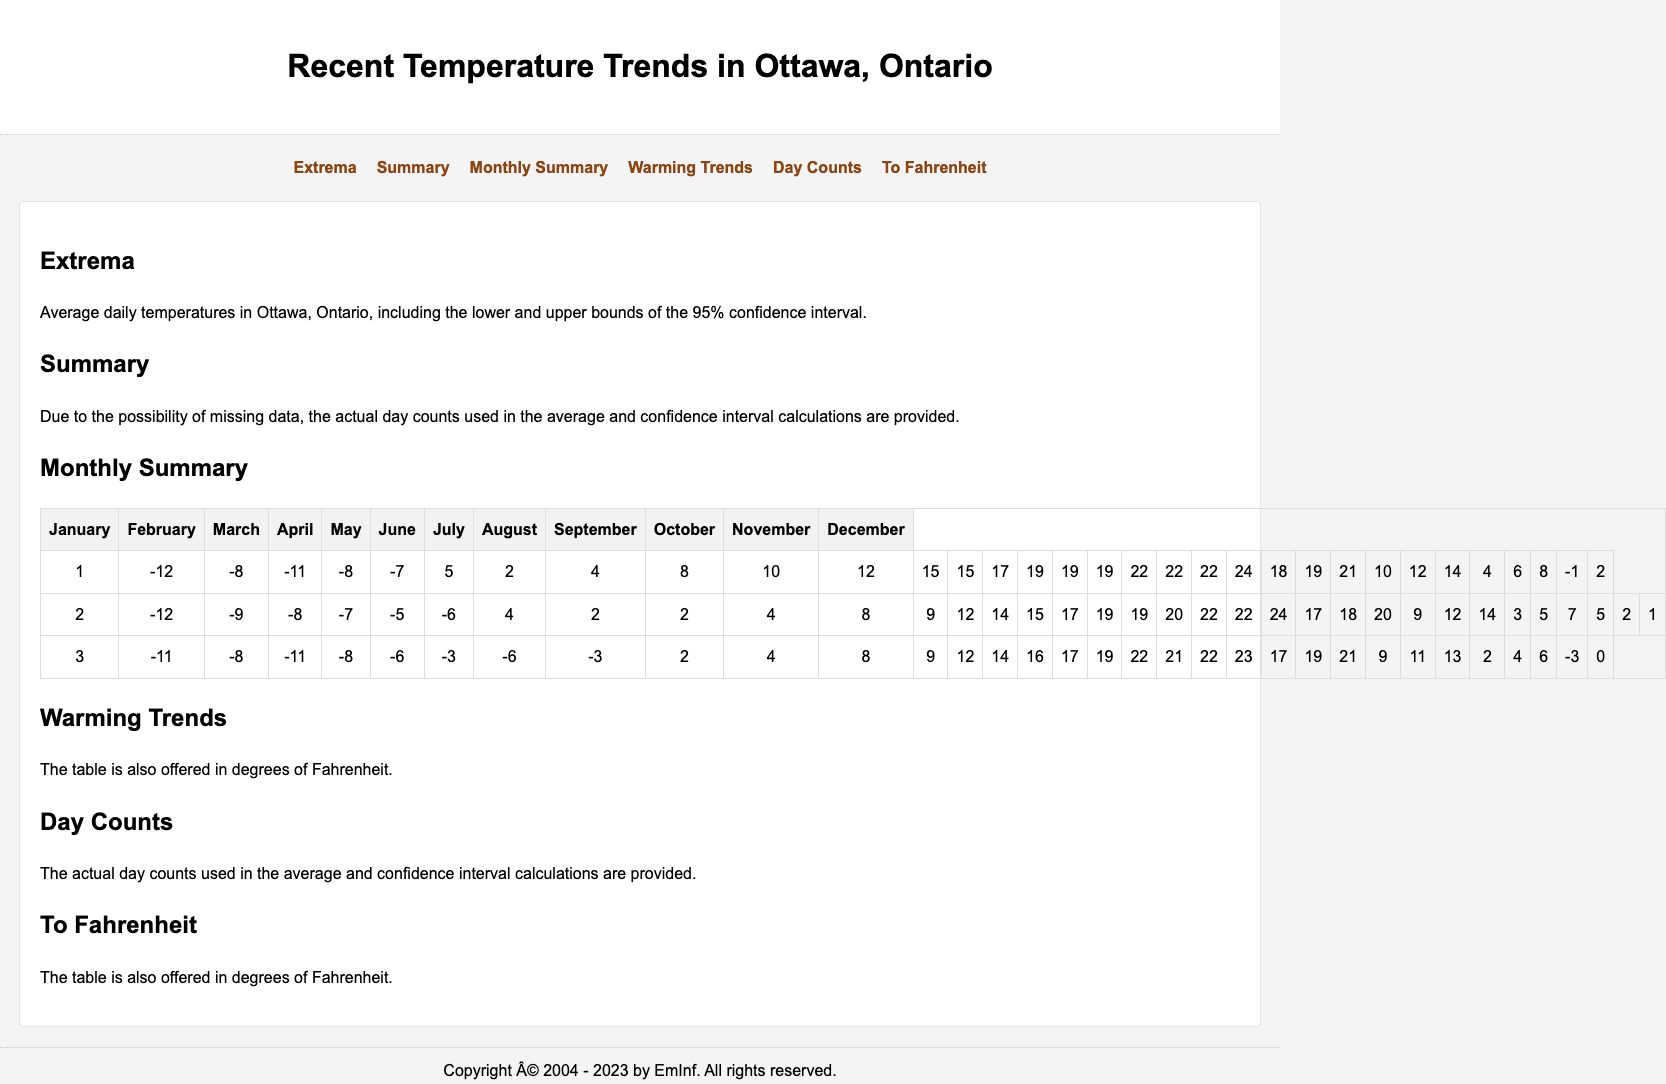 Recent Temperature Trends in Ottawa, Ontario
Extrema Summary Monthly Summary Warming Trends Day Counts To Fahrenheit
Extrema
Average daily temperatures in Ottawa, Ontario, including the lower and upper bounds of the 95% confidence interval.
Summary
Due to the possibility of missing data, the actual day counts used in the average and confidence interval calculations are provided.
Monthly Summary
January February March April May June July August September October November December
1 -12 -8 -11 -8 -7 5 2 4 8 10 12 15 15 17 19 19 19 22 22 22 24 18 19 21 10 12 14 4 6 8 -1 2
2 -12 -9 -8 -7 -5 -6 4 2 2 4 8 9 12 14 15 17 19 19 20 22 22 24 17 18 20 9 12 14 3 5 7 5 2 1
3 -11 -8 -11 -8 -6 -3 -6 -3 2 4 8 9 12 14 16 17 19 22 21 22 23 17 19 21 9 11 13 2 4 6 -3 0
Warming Trends
The table is also offered in degrees of Fahrenheit.
Day Counts
The actual day counts used in the average and confidence interval calculations are provided.
To Fahrenheit
The table is also offered in degrees of Fahrenheit.
Copyright Â© 2004 - 2023 by EmInf. All rights reserved.